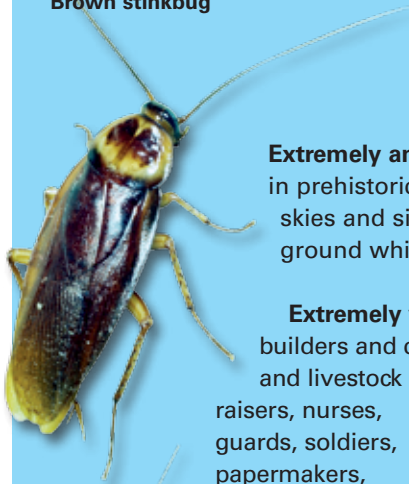 Brown stinkbug
Extremely an
in prehistoric
skies and si
ground whi
Extremely
builders and
and livestock
raisers, nurses,
guards, soldiers,
papermakers,